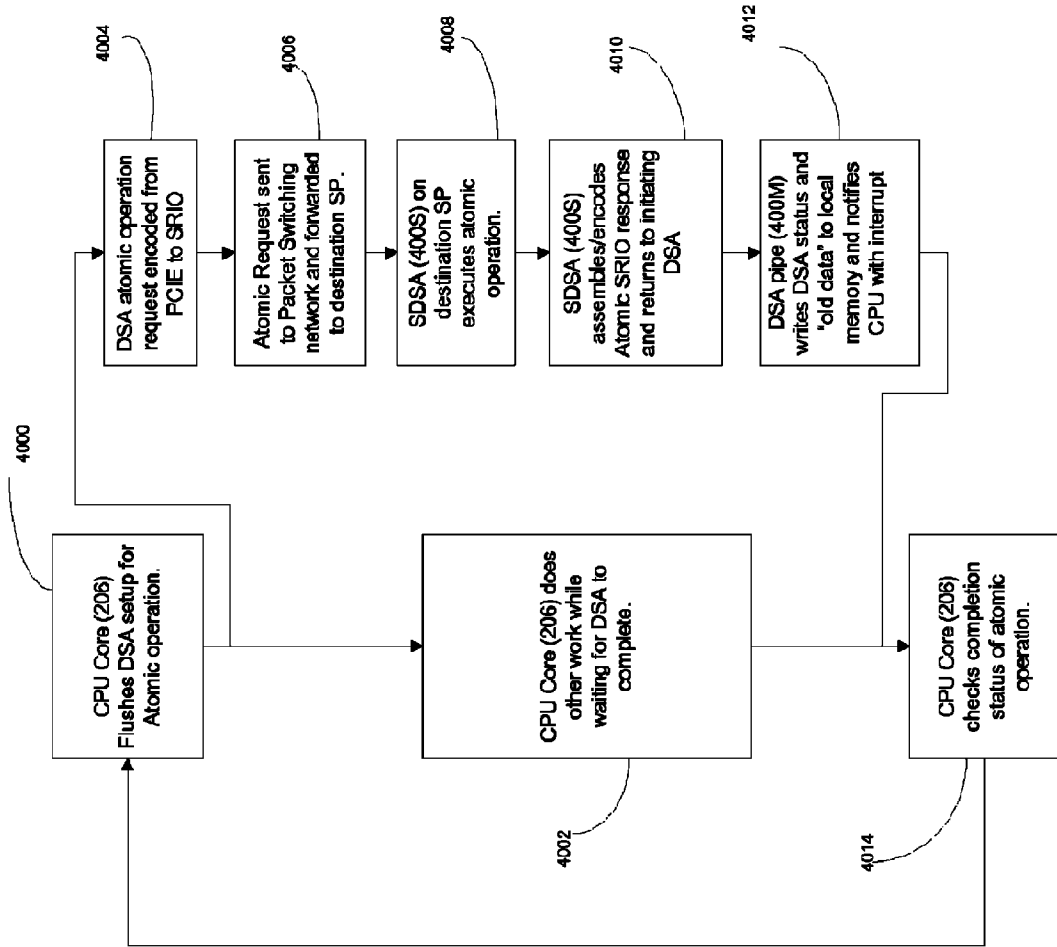 4000
CPU Core (206)
Flushes DSA setup for
Atomic operation.
CPU Core (206) does
other work while
waiting for DSA to
complete.
4002
CPU Core (206)
checks completion
status of atomic
operation.
4014
4004
DSA atomic operation
request encoded from
PCIE to SRIO
4006
Atomic Request sent
to Packet Switching
network and forwarded
to destination SP.
4008
SDSA (400S) on
destination SP
executes atomic
operation.
4010
SDSA (400S)
assembles/encodes
Atomic SRIO response
and returns to initiating
DSA
4012
DSA pipe (400M)
writes DSA status and
"old data" to local
memory and notifies
CPU with interrupt